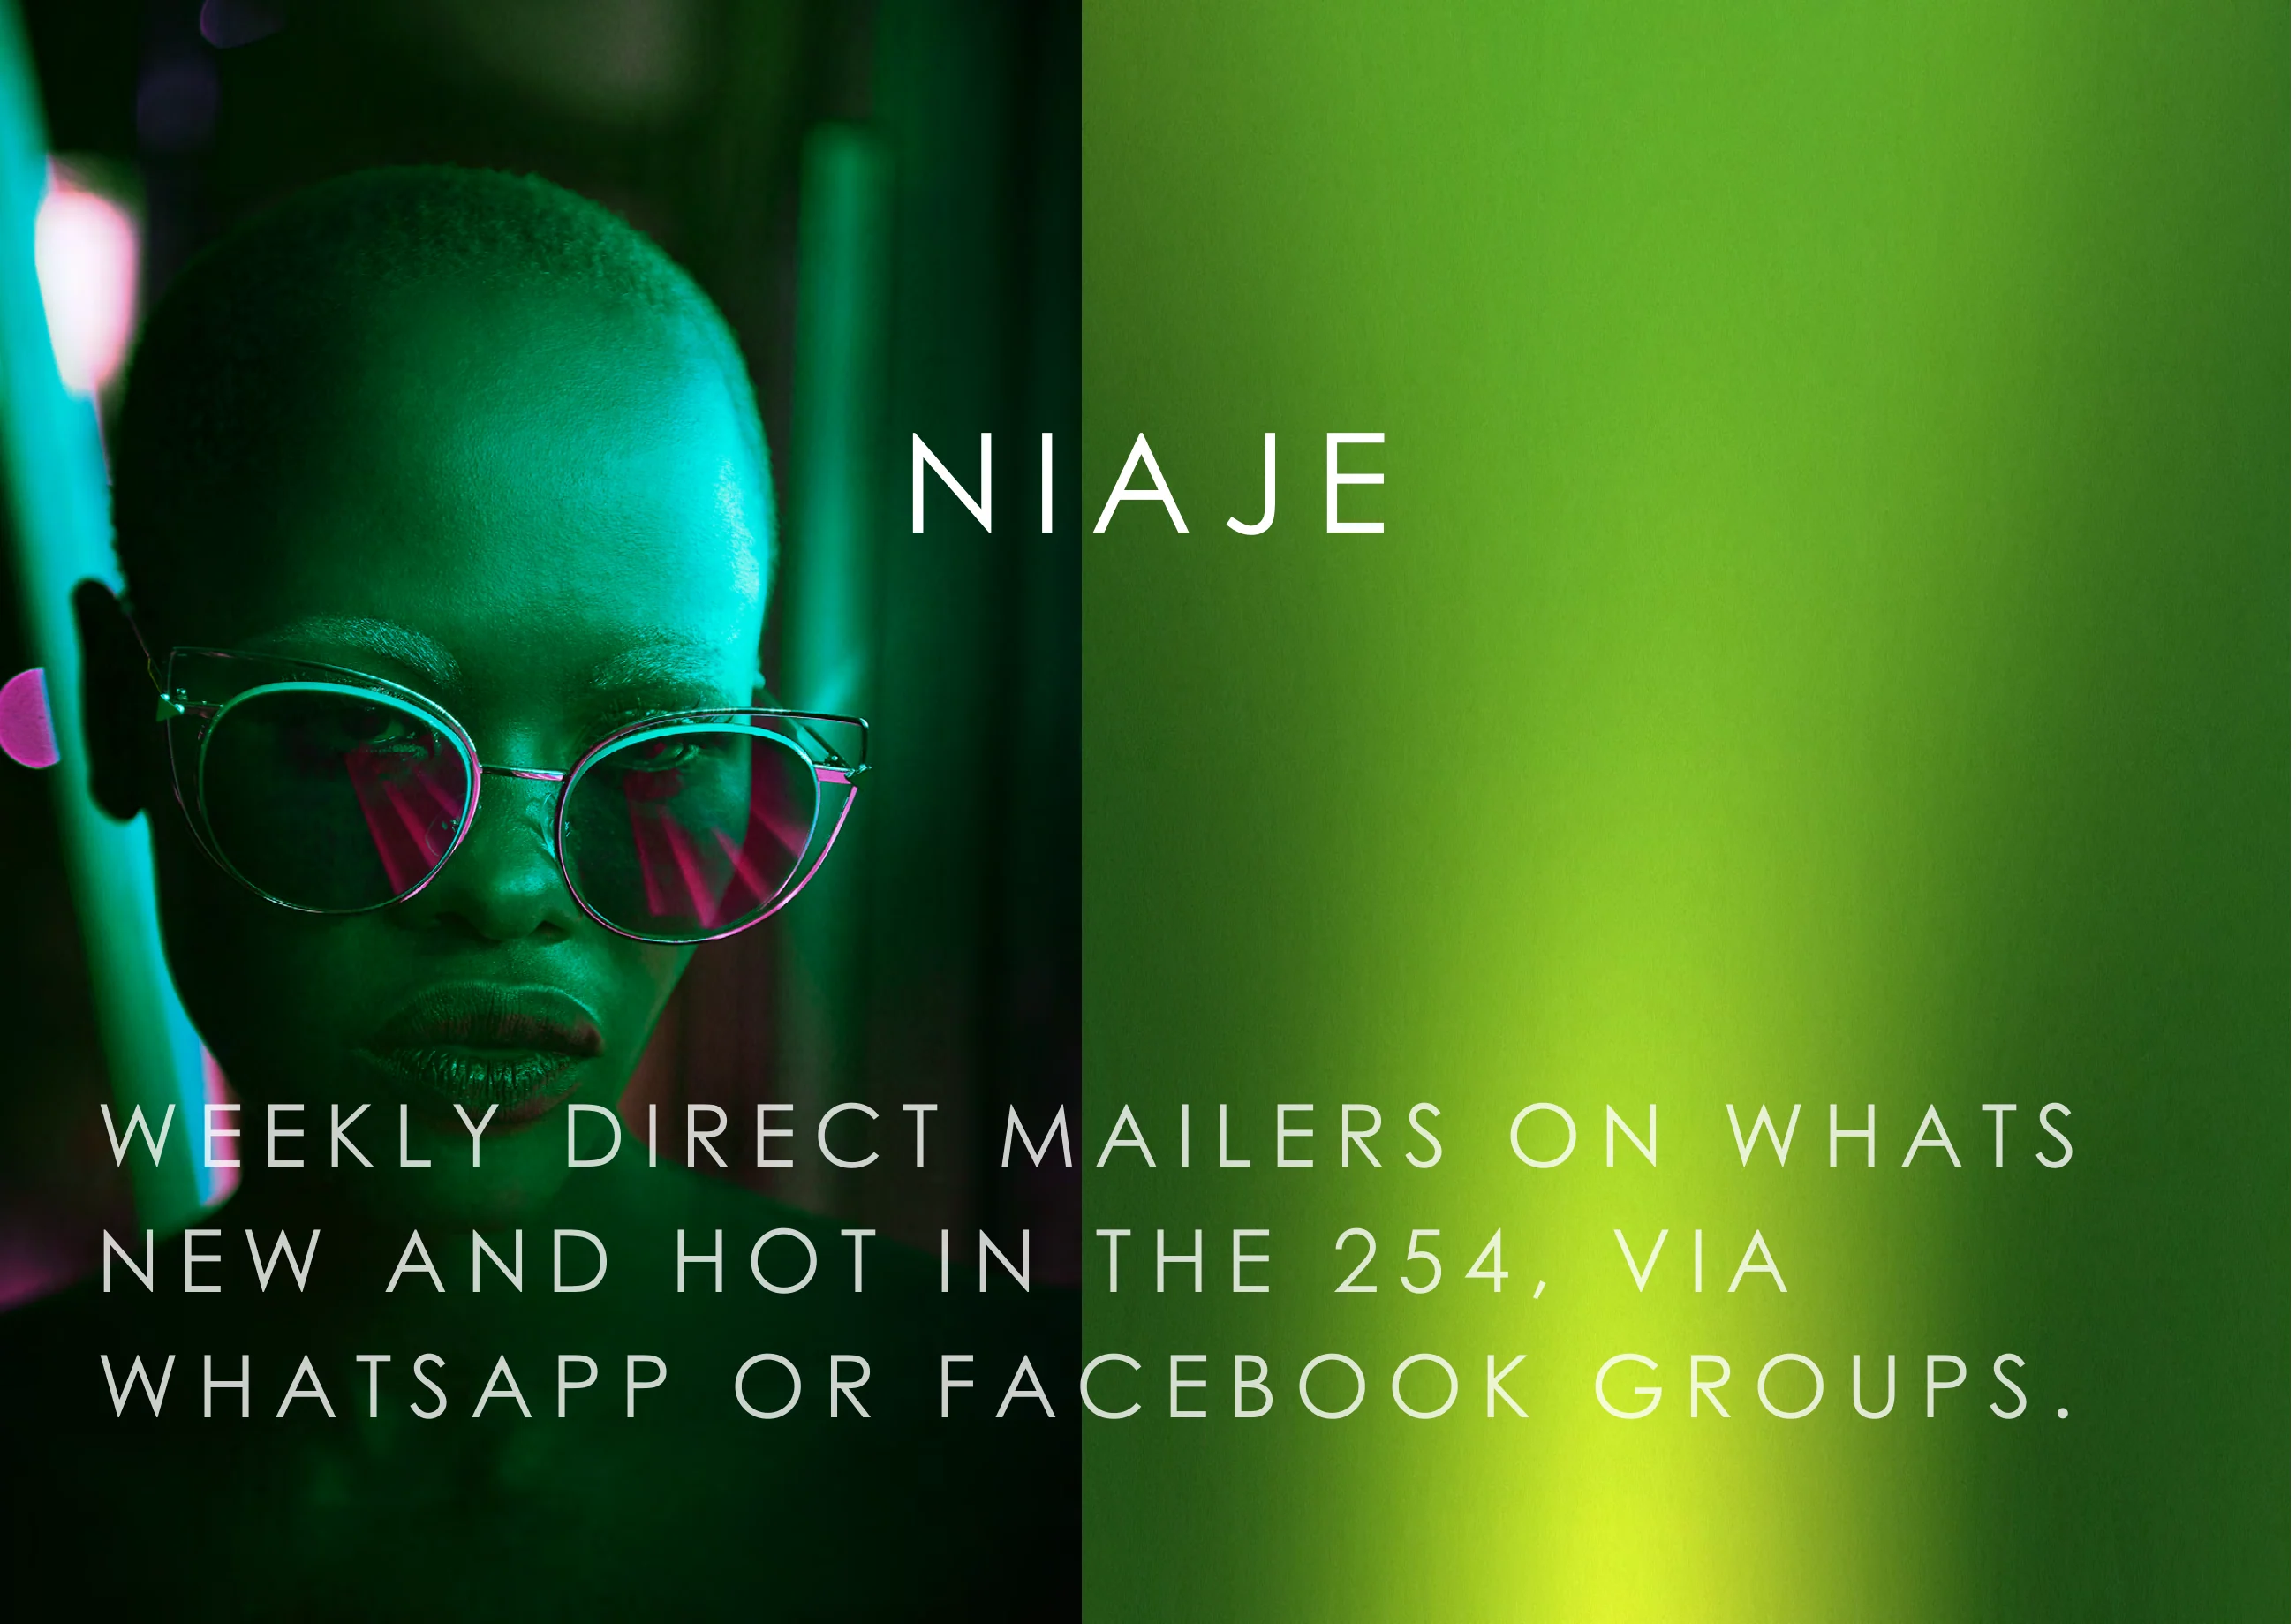 NIAJE
WEEKLY DIRECT MAILERS ON WHATS
NEW AND HOT IN THE 254, VIA
WHATSAPP OR FACEBOOK GROUPS.